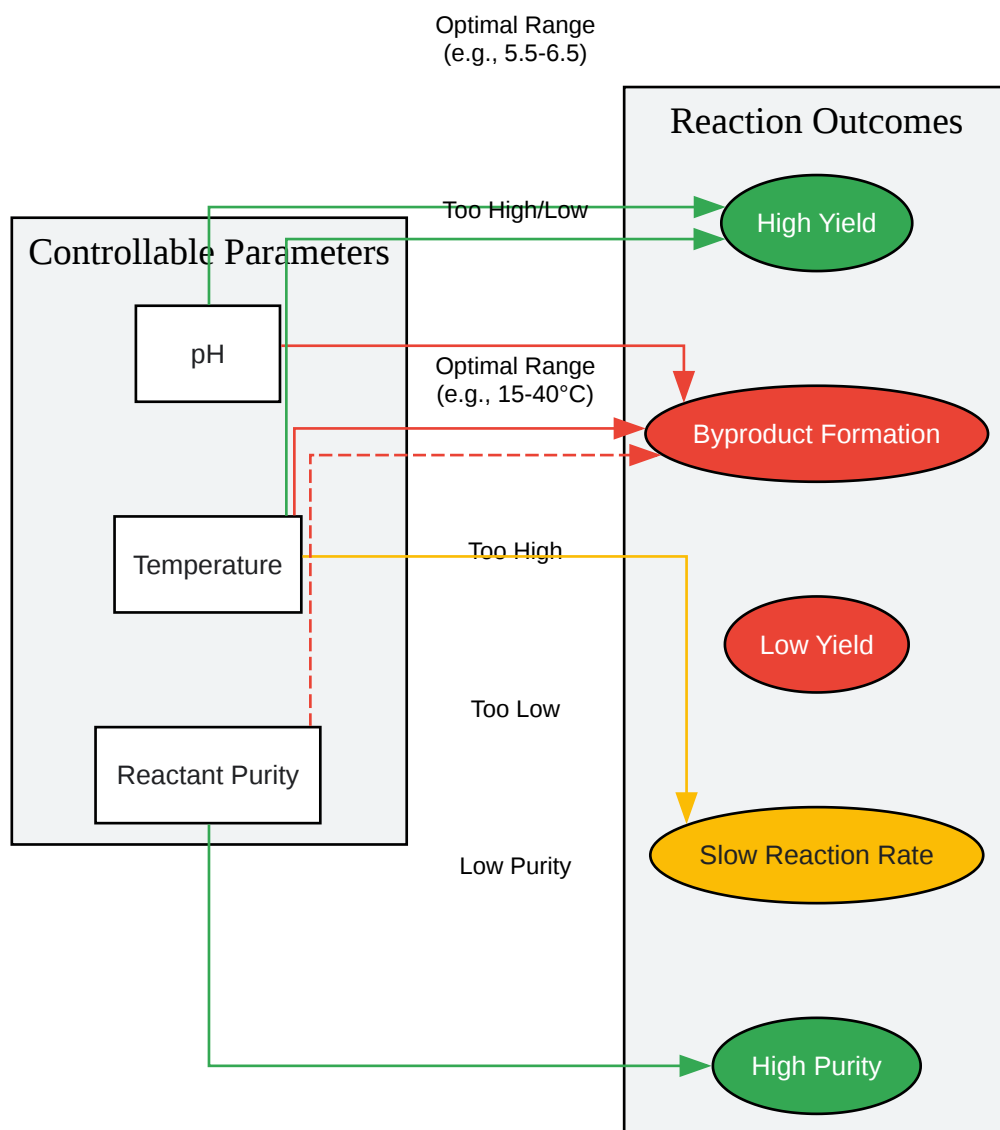 Optimal Range
(e.g., 5.5-6.5)
Reaction Outcomes
Too High/Low
High Yield
Controllable Parameters
pH
Optimal Range
(e.g., 15-40°C)
Byproduct Formation
Too High
Temperature
Low Yield
Too Low
Reactant Purity
Slow Reaction Rate
Low Purity
High Purity